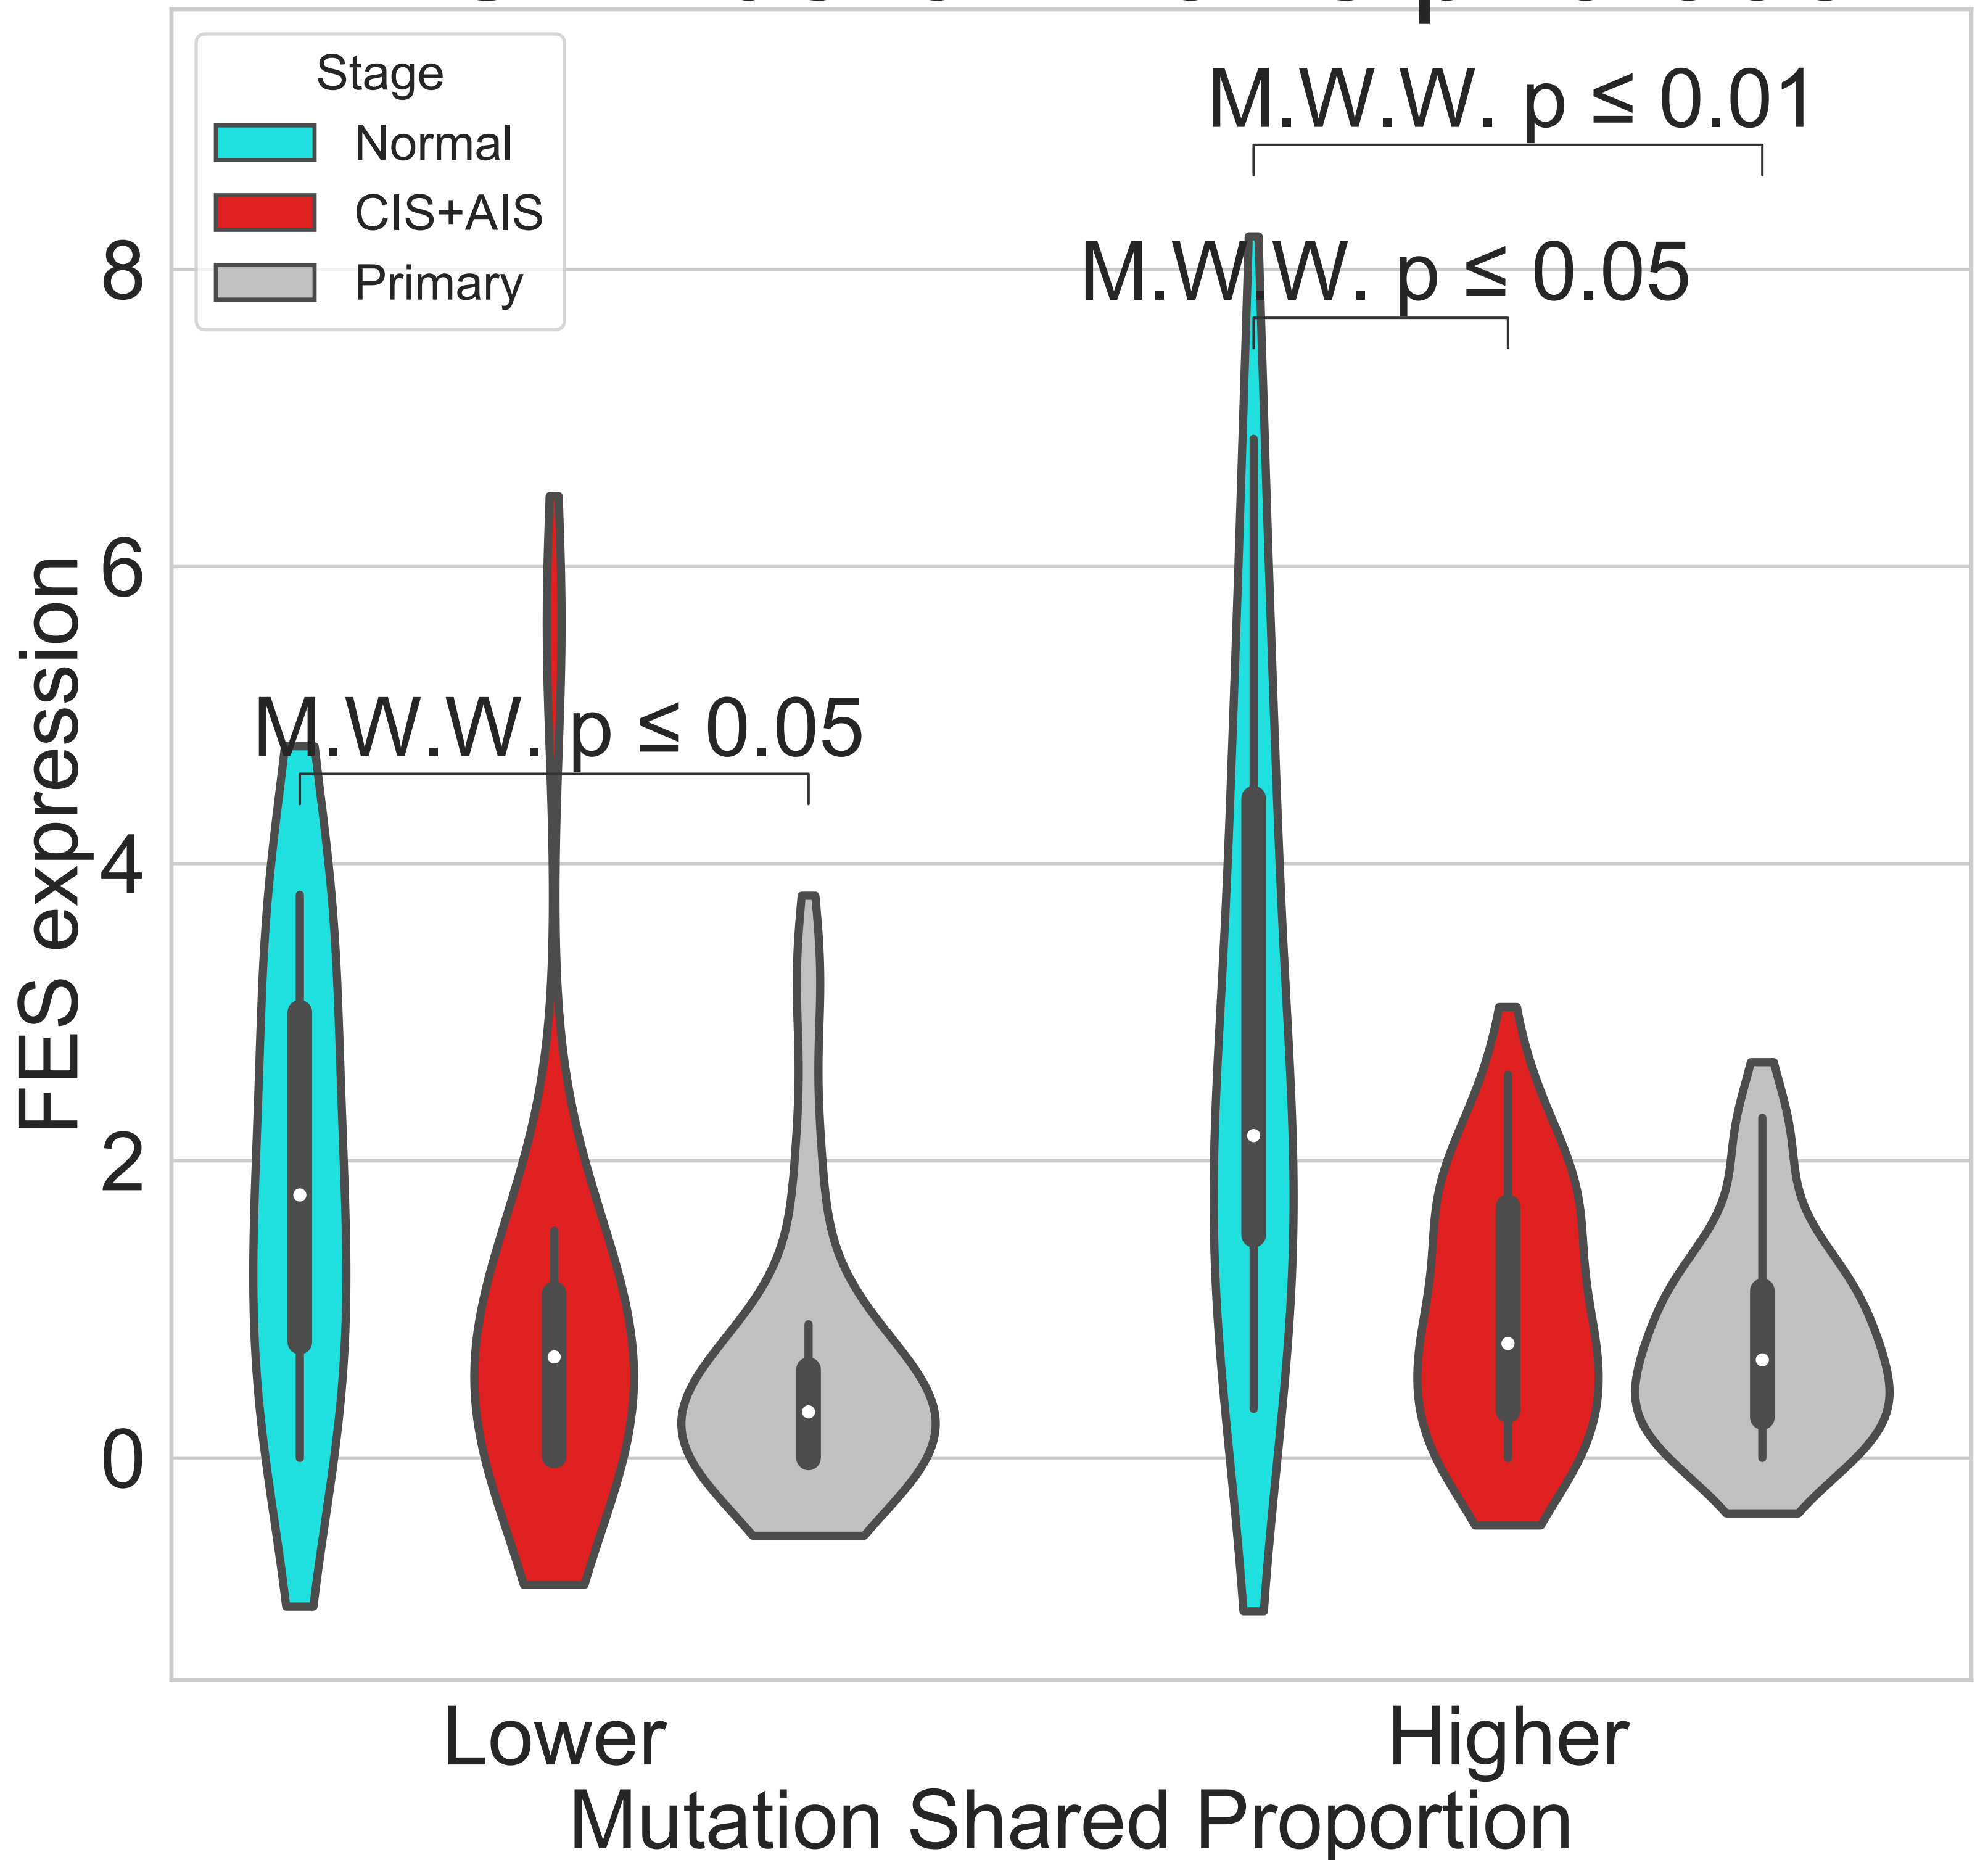 Stage
Normal
CIS+AIS
Primary
M.W.W. p ≤ 0.01
M.W.W. p ≤ 0.05
M.W.W. p ≤ 0.05
8
6
4
2
0
FES expression
Lower
Higher
Mutation Shared Proportion